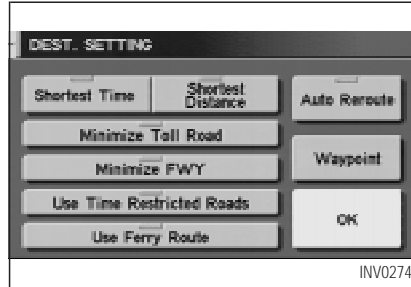 DEST. SETTING
Shortest Time
Shortest
Distance
Auto Reroute
Minimize Toll Road
Minimize FWY
Waypoint
Use Time Restricted Roads
Use Ferry Route
OK
INV0274